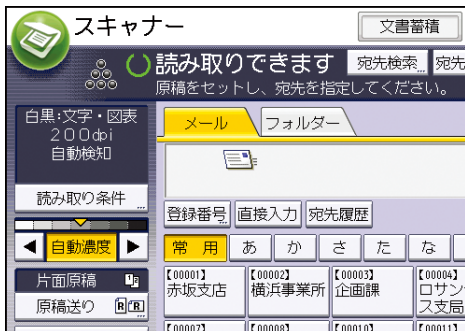 スキャナー
文書蓄積
読み取りできます
宛先検索
宛先
原稿をセットし、宛先を指定してください。
白黒:文字・図表
200dpi
自動検知
読み取り条件
メール
フォルダー
登録番号
直接入力
宛先履歴
◀ 自動濃度 ▶
常用
あ
か
さ
た
な
片面原稿
原稿送り
【00001】
赤坂支店
【00002】
横浜事業所
【00003】
企画課
【00004】
ロサン
ス支局
【00007】
【00008】
【00010】
【00011】